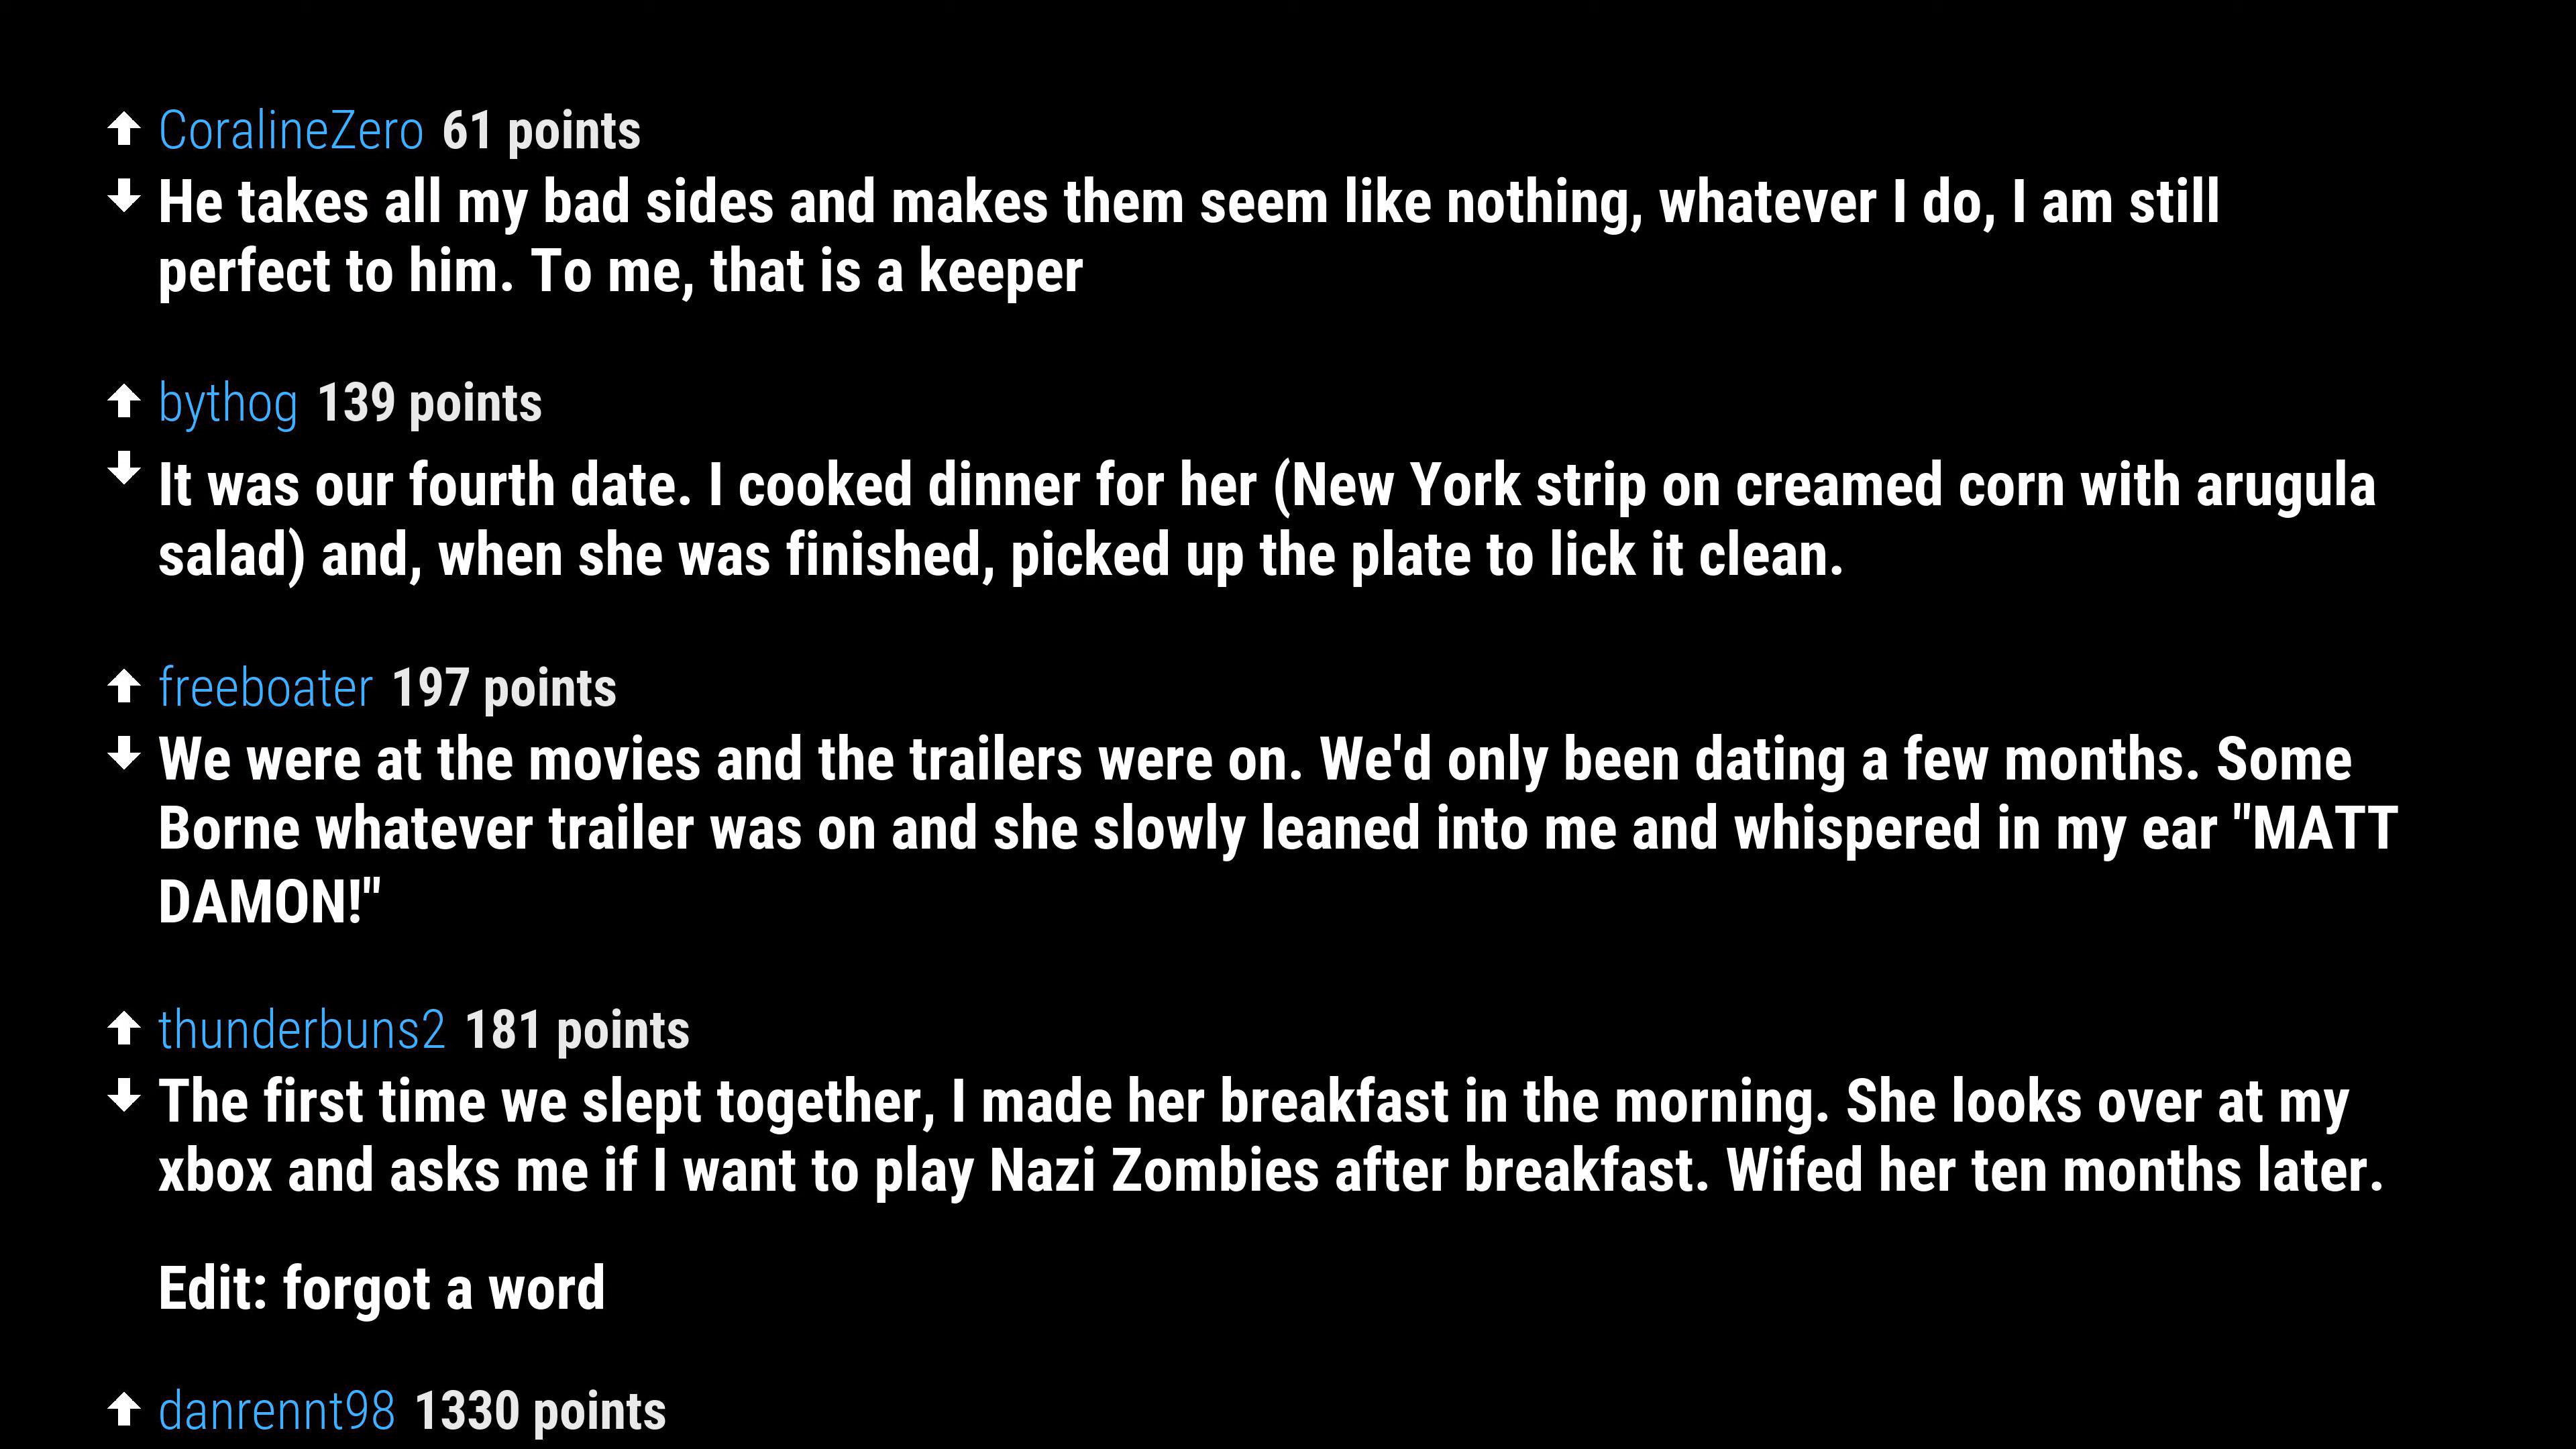 CoralineZero 61 points
He takes all my bad sides and makes them seem like nothing, whatever I do, I am still
perfect to him. To me, that is a keeper
bythog 139 points
It was our fourth date. I cooked dinner for her (New York strip on creamed corn with arugula
salad) and, when she was finished, picked up the plate to lick it clean.
freeboater 197 points
We were at the movies and the trailers were on. We'd only been dating a few months. Some
Borne whatever trailer was on and she slowly leaned into me and whispered in my ear "MATT
DAMON!"
thunderbuns2 181 points
The first time we slept together, I made her breakfast in the morning. She looks over at my
xbox and asks me if I want to play Nazi Zombies after breakfast. Wifed her ten months later.
Edit: forgot a word
danrennt98 1330 points